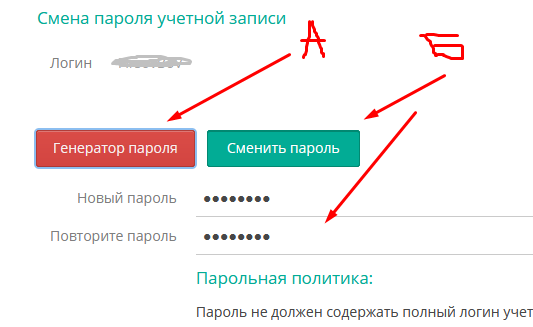 Смена пароля учетной записи
А Б
Логин
Генератор пароля Сменить пароль
Новый пароль ••••••••
Повторите пароль ••••••••
Парольная политика:
Пароль не должен содержать полный логин учет